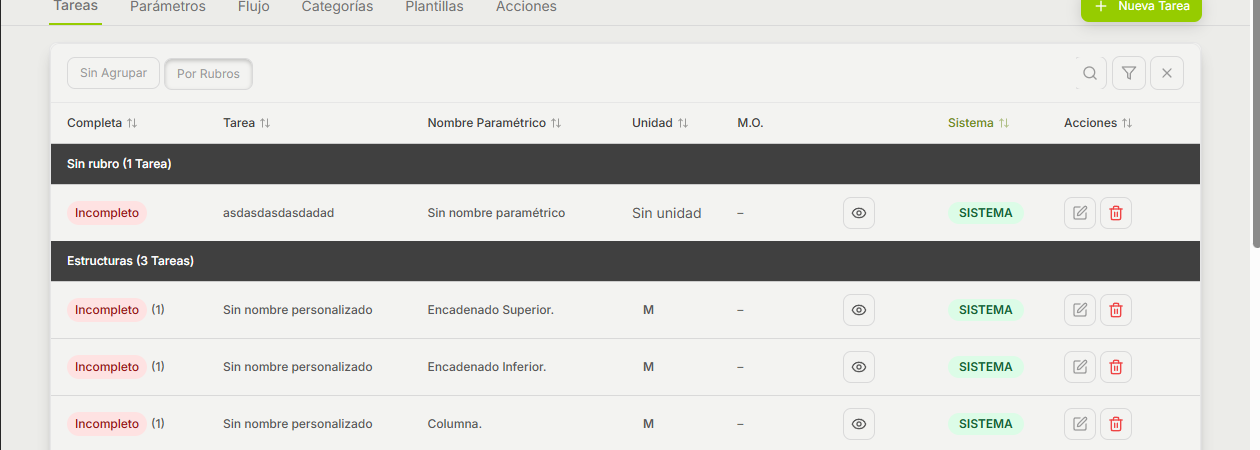 Tareas Parámetros Flujo Categorías Plantillas Acciones + Nueva Tarea
Sin Agrupar Por Rubros
Completa Tarea Nombre Paramétrico Unidad M.O. Sistema Acciones
Sin rubro (1 Tarea)
Incompleto asdasdasdasdadad Sin nombre paramétrico Sin unidad – SISTEMA
Estructuras (3 Tareas)
Incompleto (1) Sin nombre personalizado Encadenado Superior. M – SISTEMA
Incompleto (1) Sin nombre personalizado Encadenado Inferior. M – SISTEMA
Incompleto (1) Sin nombre personalizado Columna. M – SISTEMA